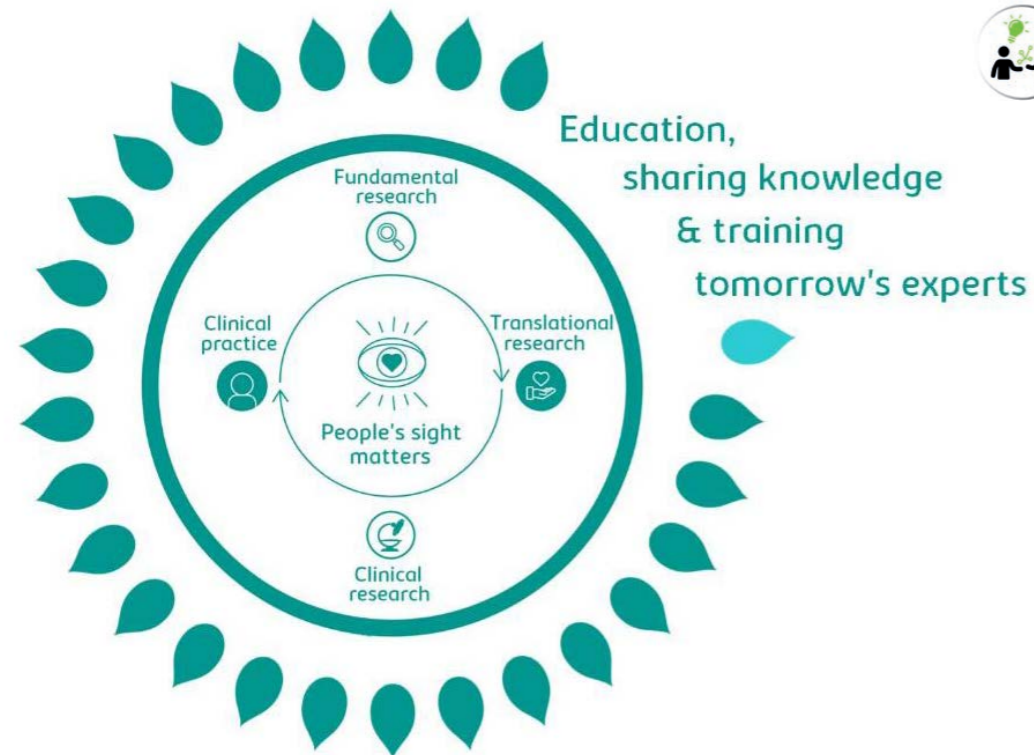 Education,
sharing knowledge
& training
tomorrow's experts
Fundamental
research
Clinical
practice
Translational
research
People's sight
matters
Clinical
research